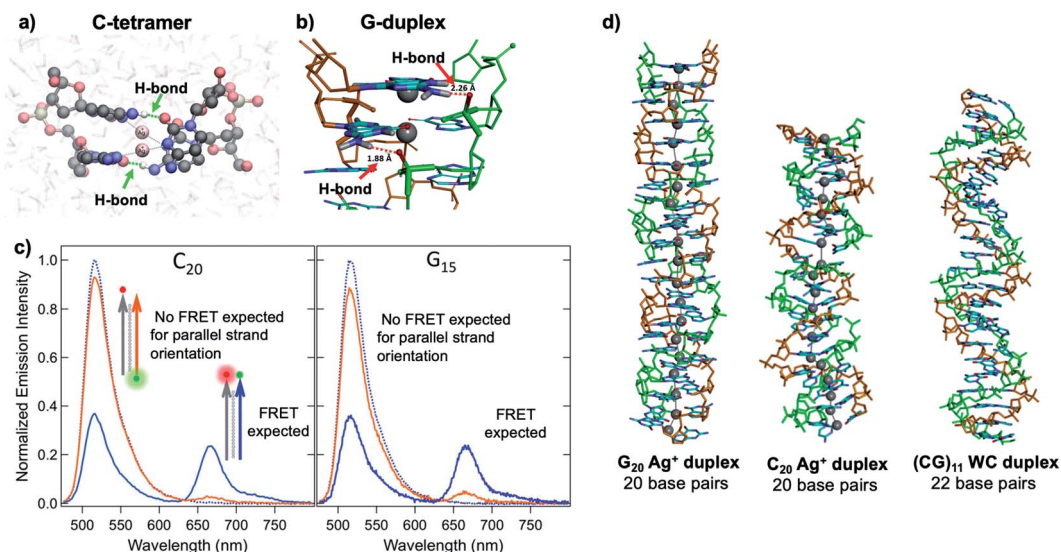 a)
C-tetramer
H-bond
H-bond
b)
G-duplex
H-bond
2.26 Å
1.88 Å
H-bond
c)
Normalized Emission Intensity
1.0
0.8
0.6
0.4
0.2
0.0
C₂₀
No FRET expected
for parallel strand
orientation
FRET
expected
500 550 600 650 700 750
Wavelength (nm)
G₁₅
No FRET expected
for parallel strand
orientation
FRET
expected
500 550 600 650 700 750
Wavelength (nm)
d)
G₂₀ Ag⁺ duplex
20 base pairs
C₂₀ Ag⁺ duplex
20 base pairs
(CG)₁₁ WC duplex
22 base pairs